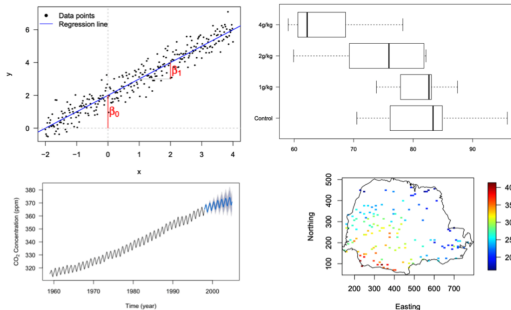 Data points
Regression line
y
6
4
2
0
β0
β1
-2 -1 0 1 2 3 4
x
4g/kg
2g/kg
1g/kg
Control
60 70 80 90
CO2 Concentration (ppm)
380
370
360
350
340
320
1960 1970 1980 1990 2000
Time (year)
Northing
500
400
300
200
100
200 300 400 500 600 700
Easting
40
35
30
25
20